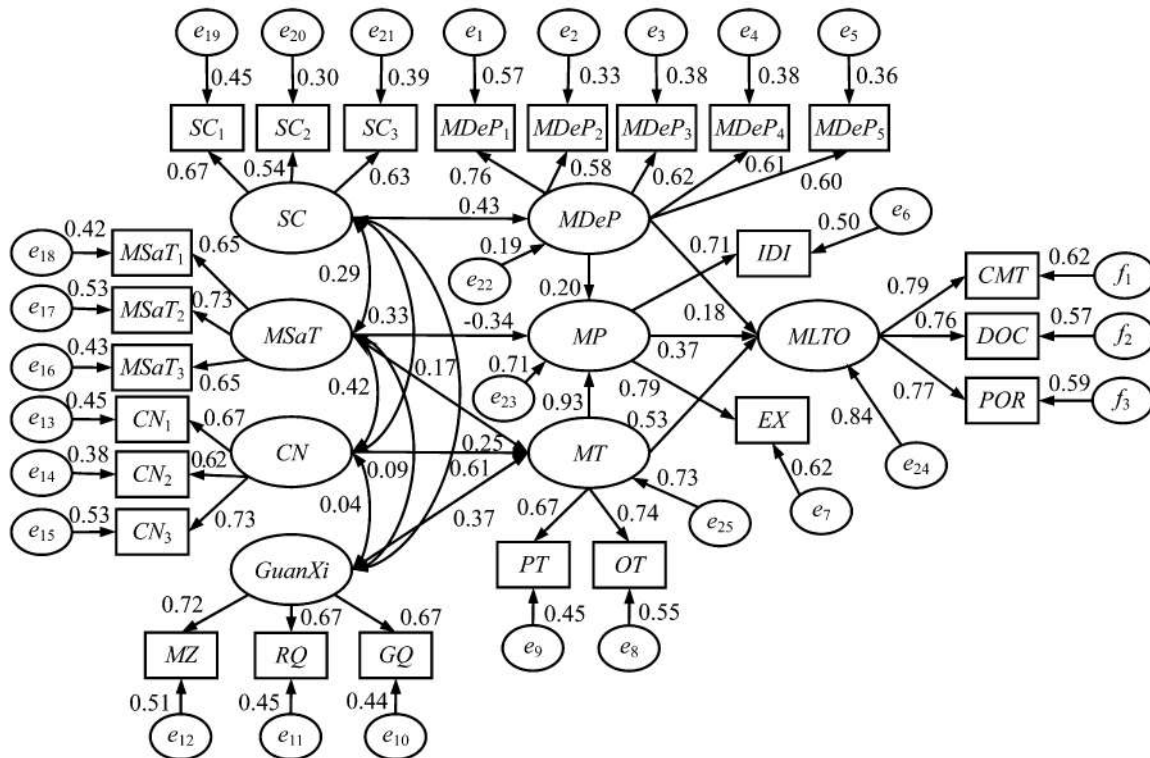 e₁₉ e₂₀ e₂₁ e₁ e₂ e₃ e₄ e₅
0.45 0.30 0.39 0.57 0.33 0.38 0.38 0.36
SC₁ SC₂ SC₃ MDeP₁ MDeP₂ MDeP₃ MDeP₄ MDeP₅
0.67 0.54 0.63 0.76 0.58 0.62 0.61 0.60
SC 0.43 MDeP e₆
0.42 0.65 0.19 0.71 0.50
e₁₈ MSaT₁ 0.29 e₂₂ IDI 0.62
0.20 0.79 CMT f₁
0.53 0.73 0.33 -0.34 0.18
e₁₇ MSaT₂ MSaT MP 0.37 MLTO 0.76 DOC 0.57 f₂
0.43 0.17 0.71
e₁₆ MSaT₃ 0.65 0.42 e₂₃ 0.79 0.77 0.59
0.45 0.67 0.93 0.53 0.84 POR f₃
e₁₃ CN₁ 0.25 EX
0.38 0.62 CN MT
e₁₄ CN₂ 0.09 0.61 0.73 0.62 e₂₄
0.53 0.73 0.04 0.37 0.67 0.74 e₂₅ e₇
e₁₅ CN₃
GuanXi PT OT
0.72 0.67 0.67 0.45 0.55
MZ RQ GQ e₉ e₈
0.51 0.45 0.44
e₁₂ e₁₁ e₁₀